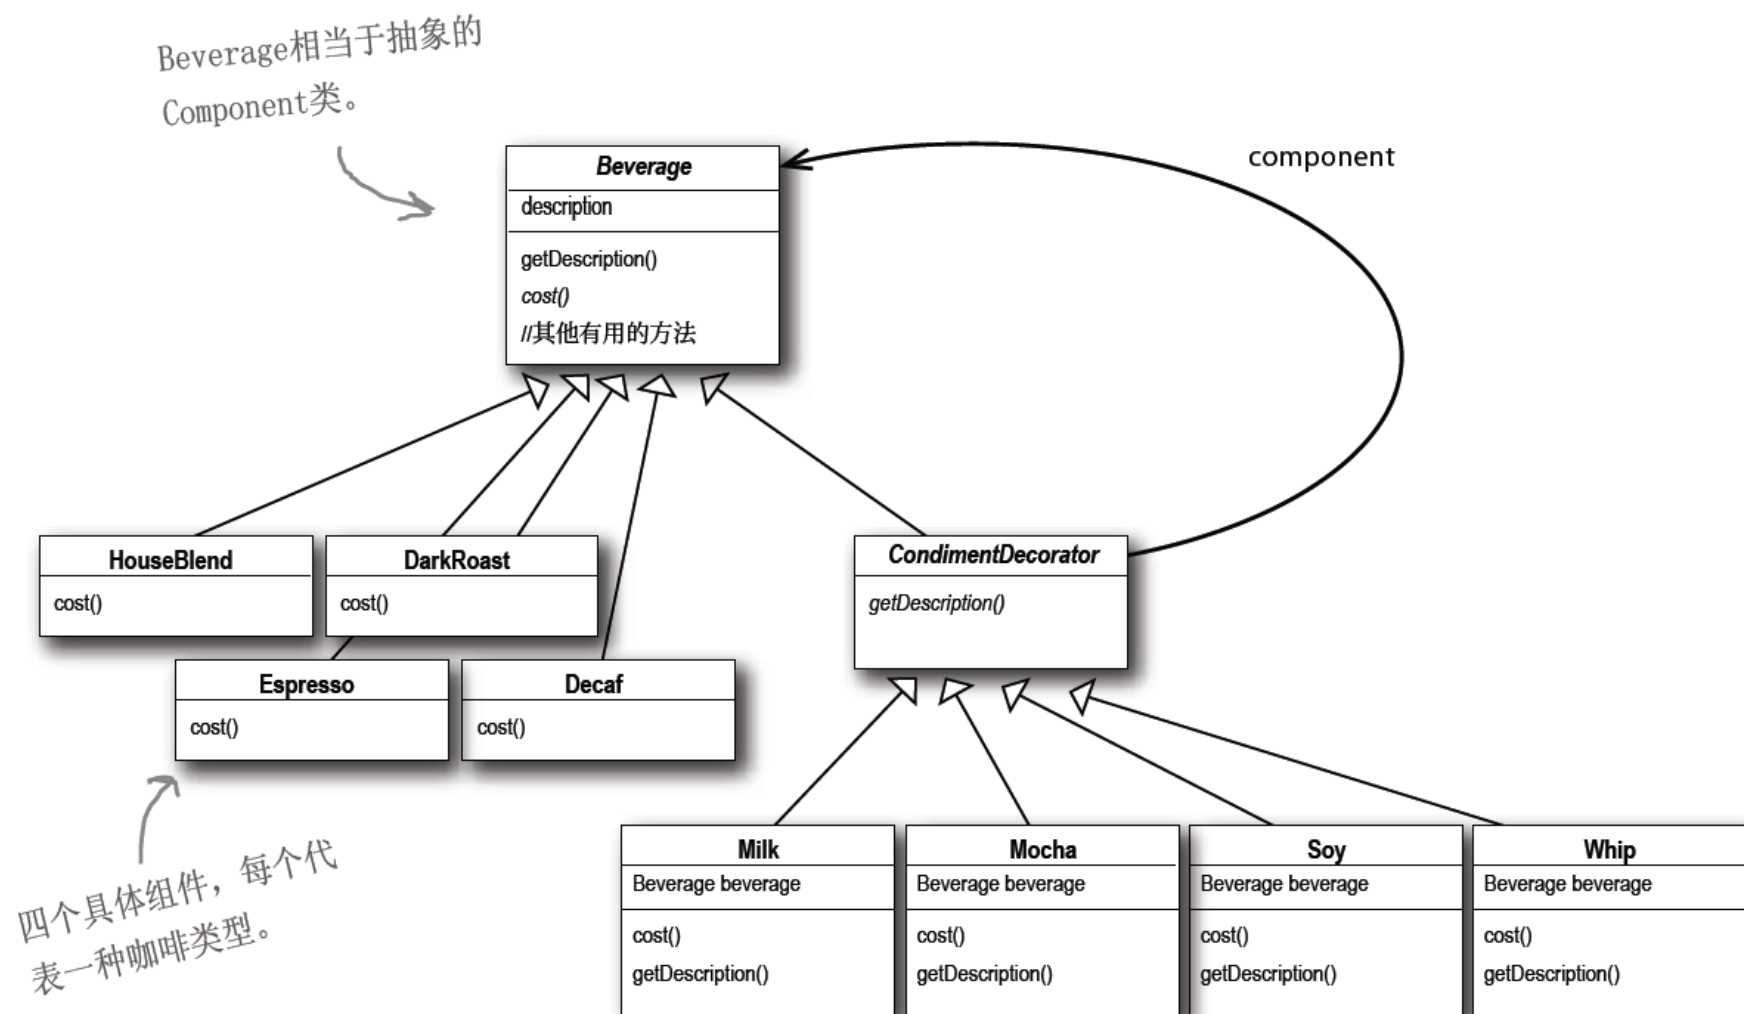 Beverage相当于抽象的
Component类。
component
Beverage
description
getDescription()
cost()
//其他有用的方法
HouseBlend
cost()
DarkRoast
cost()
CondimentDecorator
getDescription()
Espresso
cost()
Decaf
cost()
四个具体组件，每个代
表一种咖啡类型。
Milk
Beverage beverage
cost()
getDescription()
Mocha
Beverage beverage
cost()
getDescription()
Soy
Beverage beverage
cost()
getDescription()
Whip
Beverage beverage
cost()
getDescription()